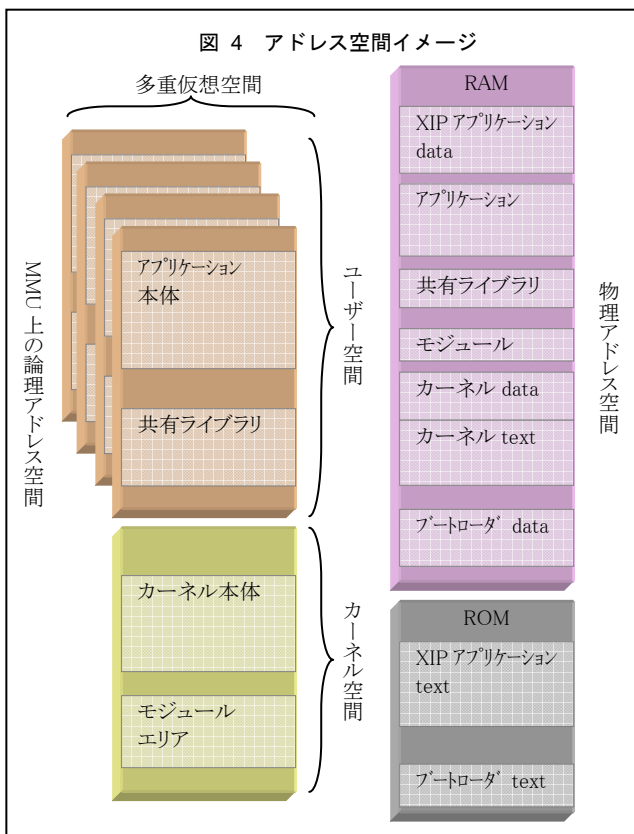 図 4 アドレス空間イメージ
多重仮想空間
MMU 上の論理アドレス空間
アプリケーション
本体
共有ライブラリ
ユーザー空間
カーネル本体
モジュール
エリア
カーネル空間
RAM
XIP アプリケーション
data
アプリケーション
共有ライブラリ
モジュール
カーネル data
カーネル text
ブートローダ data
物理アドレス空間
ROM
XIP アプリケーション
text
ブートローダ text